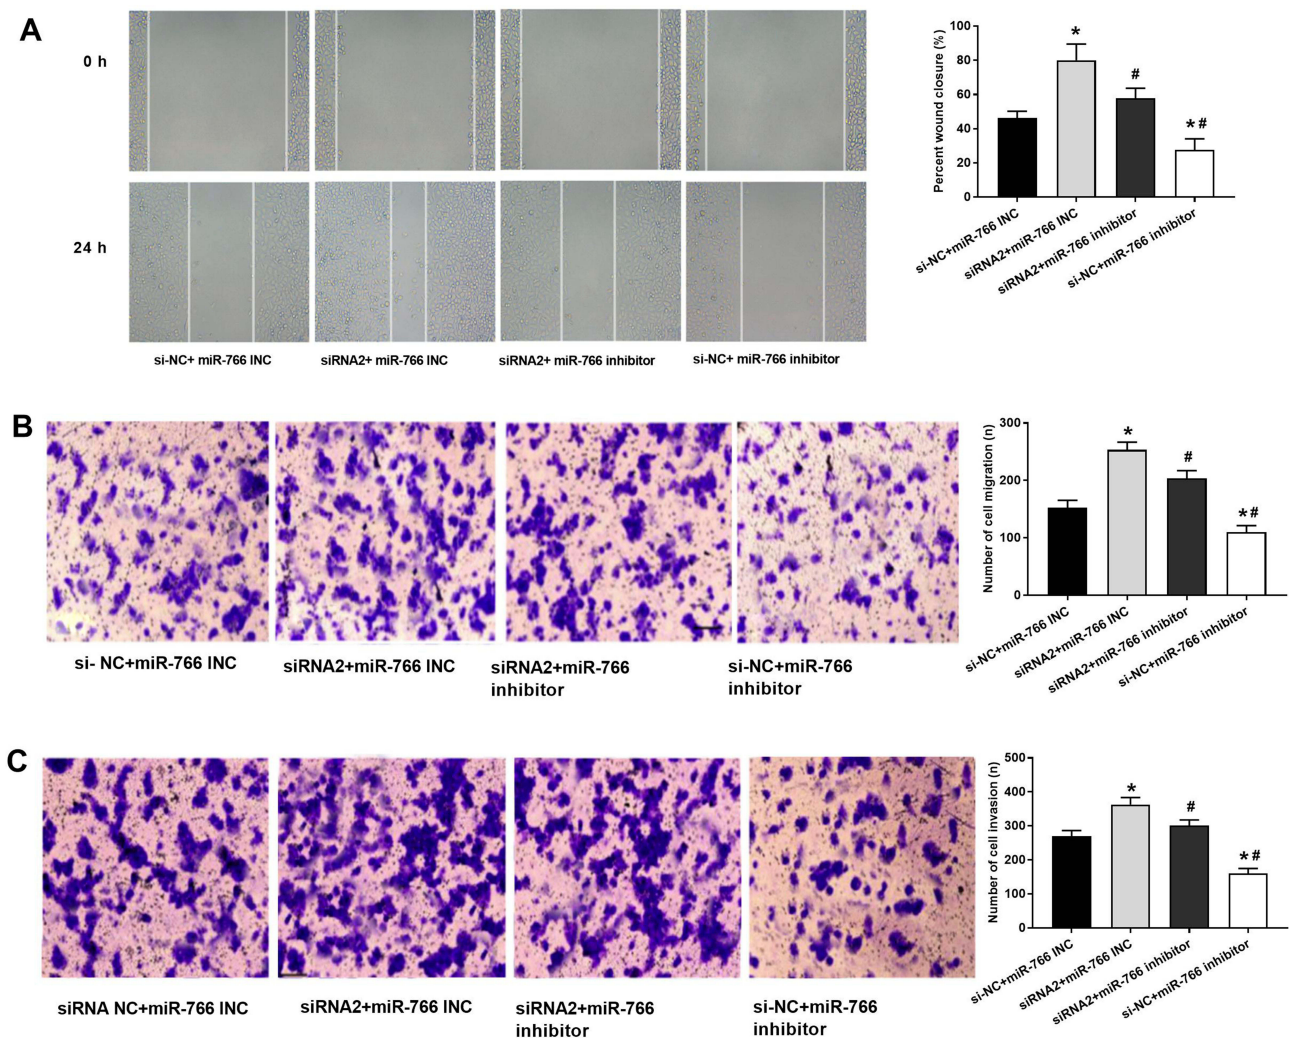 A
0 h
24 h
si-NC+ miR-766 INC
siRNA2+ miR-766 INC
siRNA2+ miR-766 inhibitor
si-NC+ miR-766 inhibitor
Percent wound closure (%)
100
80
60
40
20
0
*
#
*#
si-NC+miR-766 INC
siRNA2+miR-766 INC
siRNA2+miR-766 inhibitor
si-NC+miR-766 inhibitor
B
si- NC+miR-766 INC
siRNA2+miR-766 INC
siRNA2+miR-766
inhibitor
si-NC+miR-766
inhibitor
Number of cell migration (n)
300
200
100
0
*
#
*#
si-NC+miR-766 INC
siRNA2+miR-766 INC
siRNA2+miR-766 inhibitor
si-NC+miR-766 inhibitor
C
siRNA NC+miR-766 INC
siRNA2+miR-766 INC
siRNA2+miR-766
inhibitor
si-NC+miR-766
inhibitor
Number of cell invasion (n)
500
400
300
200
100
0
*
#
*#
si-NC+miR-766 INC
siRNA2+miR-766 INC
siRNA2+miR-766 inhibitor
si-NC+miR-766 inhibitor